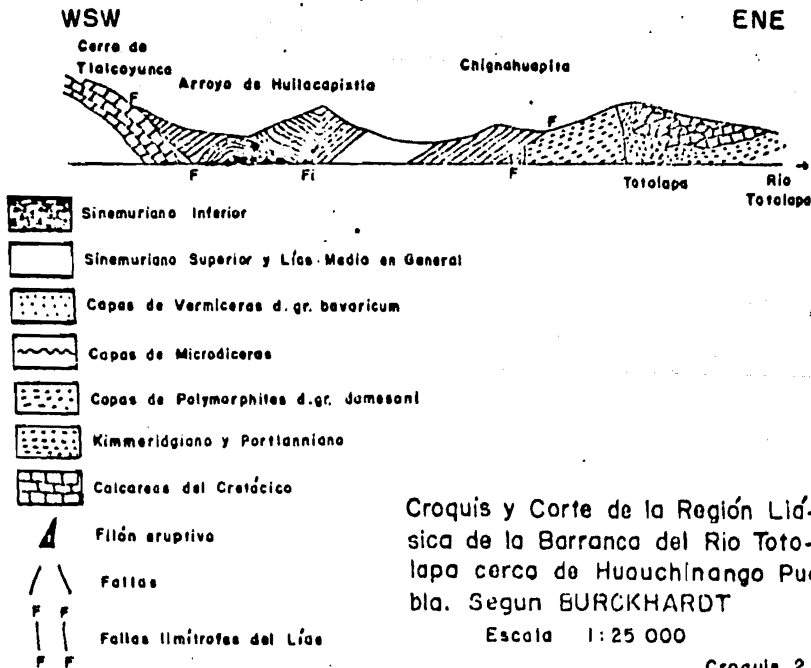 WSW
ENE
Cerro de
Tlalcoyunca
Arroyo de Huilacapixtla
Chignahuapita
F
F
F
Fi
F
Totolapa
Rio
Totolapa
Sinemuriano Inferior
Sinemuriano Superior y Lías Medio en General
Capas de Vermiceras d. gr. bavaricum
Capas de Microdiceras
Capas de Polymorphites d.gr. Jamesoni
Kimmeridgiano y Portlanniano
Calcareas del Cretácico
Filón eruptivo
Fallas
F F
Fallas limítrofes del Lías
F F
Croquis y Corte de la Región Liá-
sica de la Barranca del Rio Toto-
lapa cerca de Huauchinango Pue
bla. Segun BURCKHARDT
Escala 1:25 000
Croquis 2